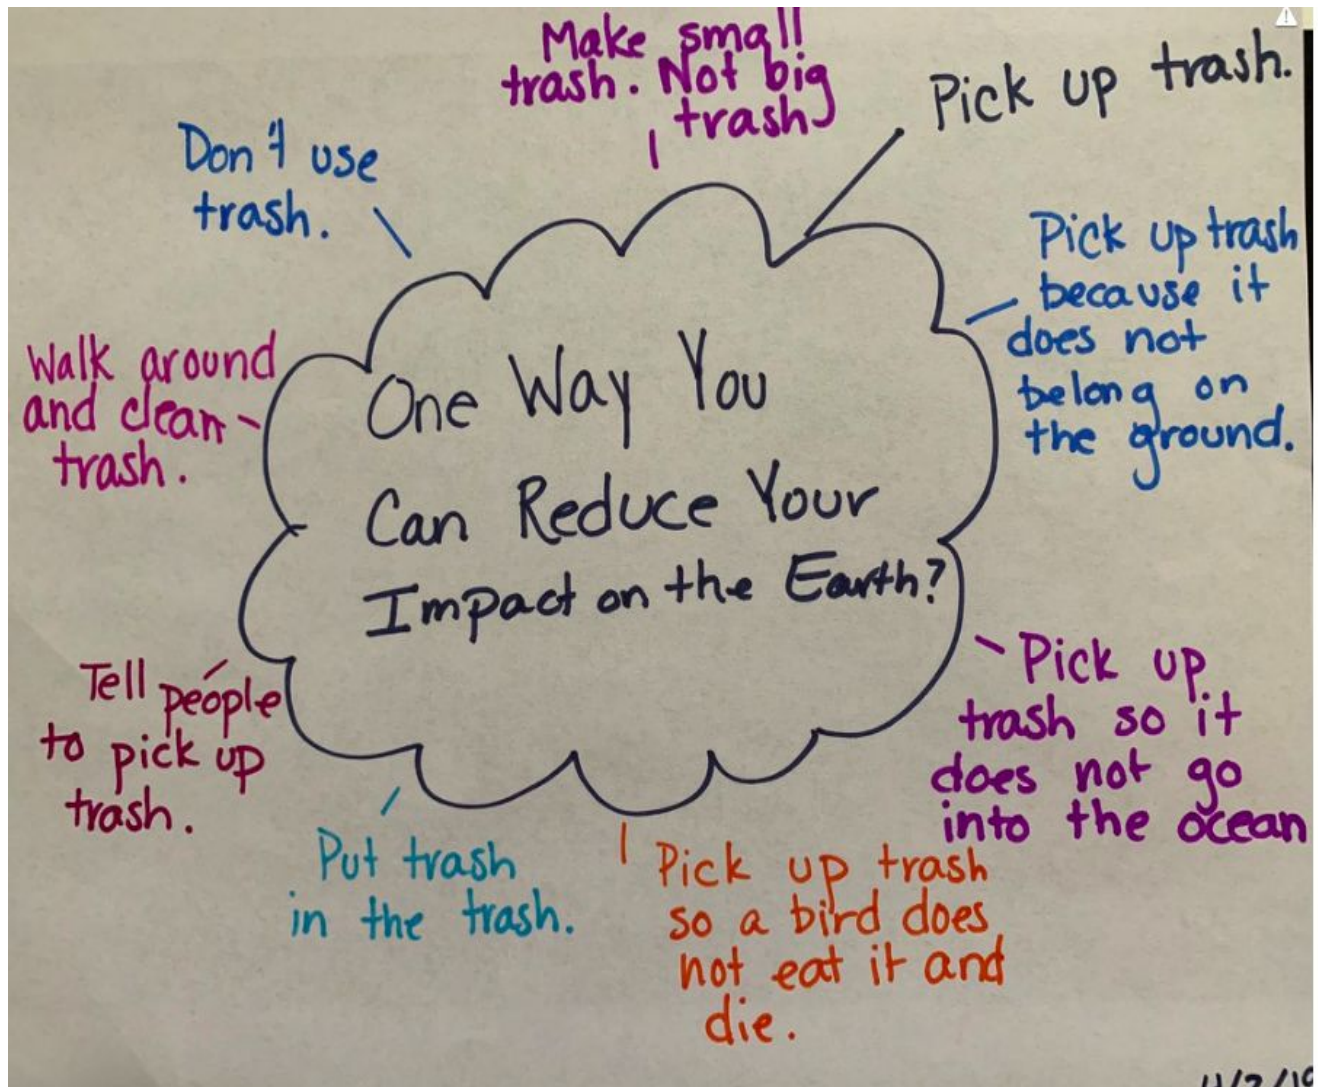 One Way You
Can Reduce Your
Impact on the Earth?
Make small
trash. Not big
trash
Pick up trash.
Pick up trash
because it
does not
belong on
the ground.
Pick up
trash so it
does not go
into the ocean
Pick up trash
so a bird does
not eat it and
die.
Put trash
in the trash.
Tell people
to pick up
trash.
Walk around
and clean
trash.
Don't use
trash.